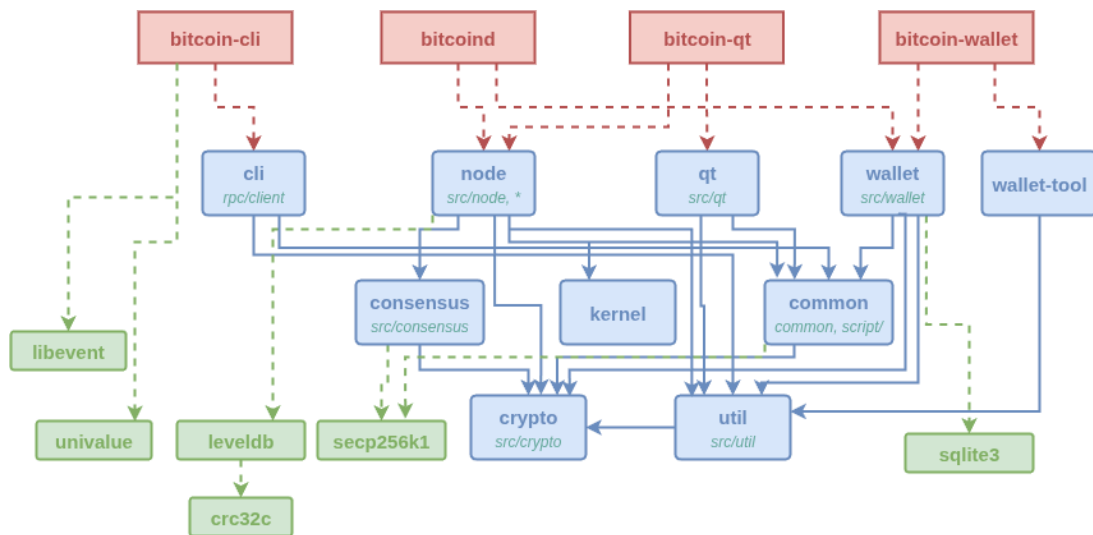 bitcoin-cli
bitcoind
bitcoin-qt
bitcoin-wallet
cli
rpc/client
node
src/node, *
qt
src/qt
wallet
src/wallet
wallet-tool
consensus
src/consensus
kernel
common
common, script/
libevent
univalue
leveldb
secp256k1
crypto
src/crypto
util
src/util
sqlite3
crc32c